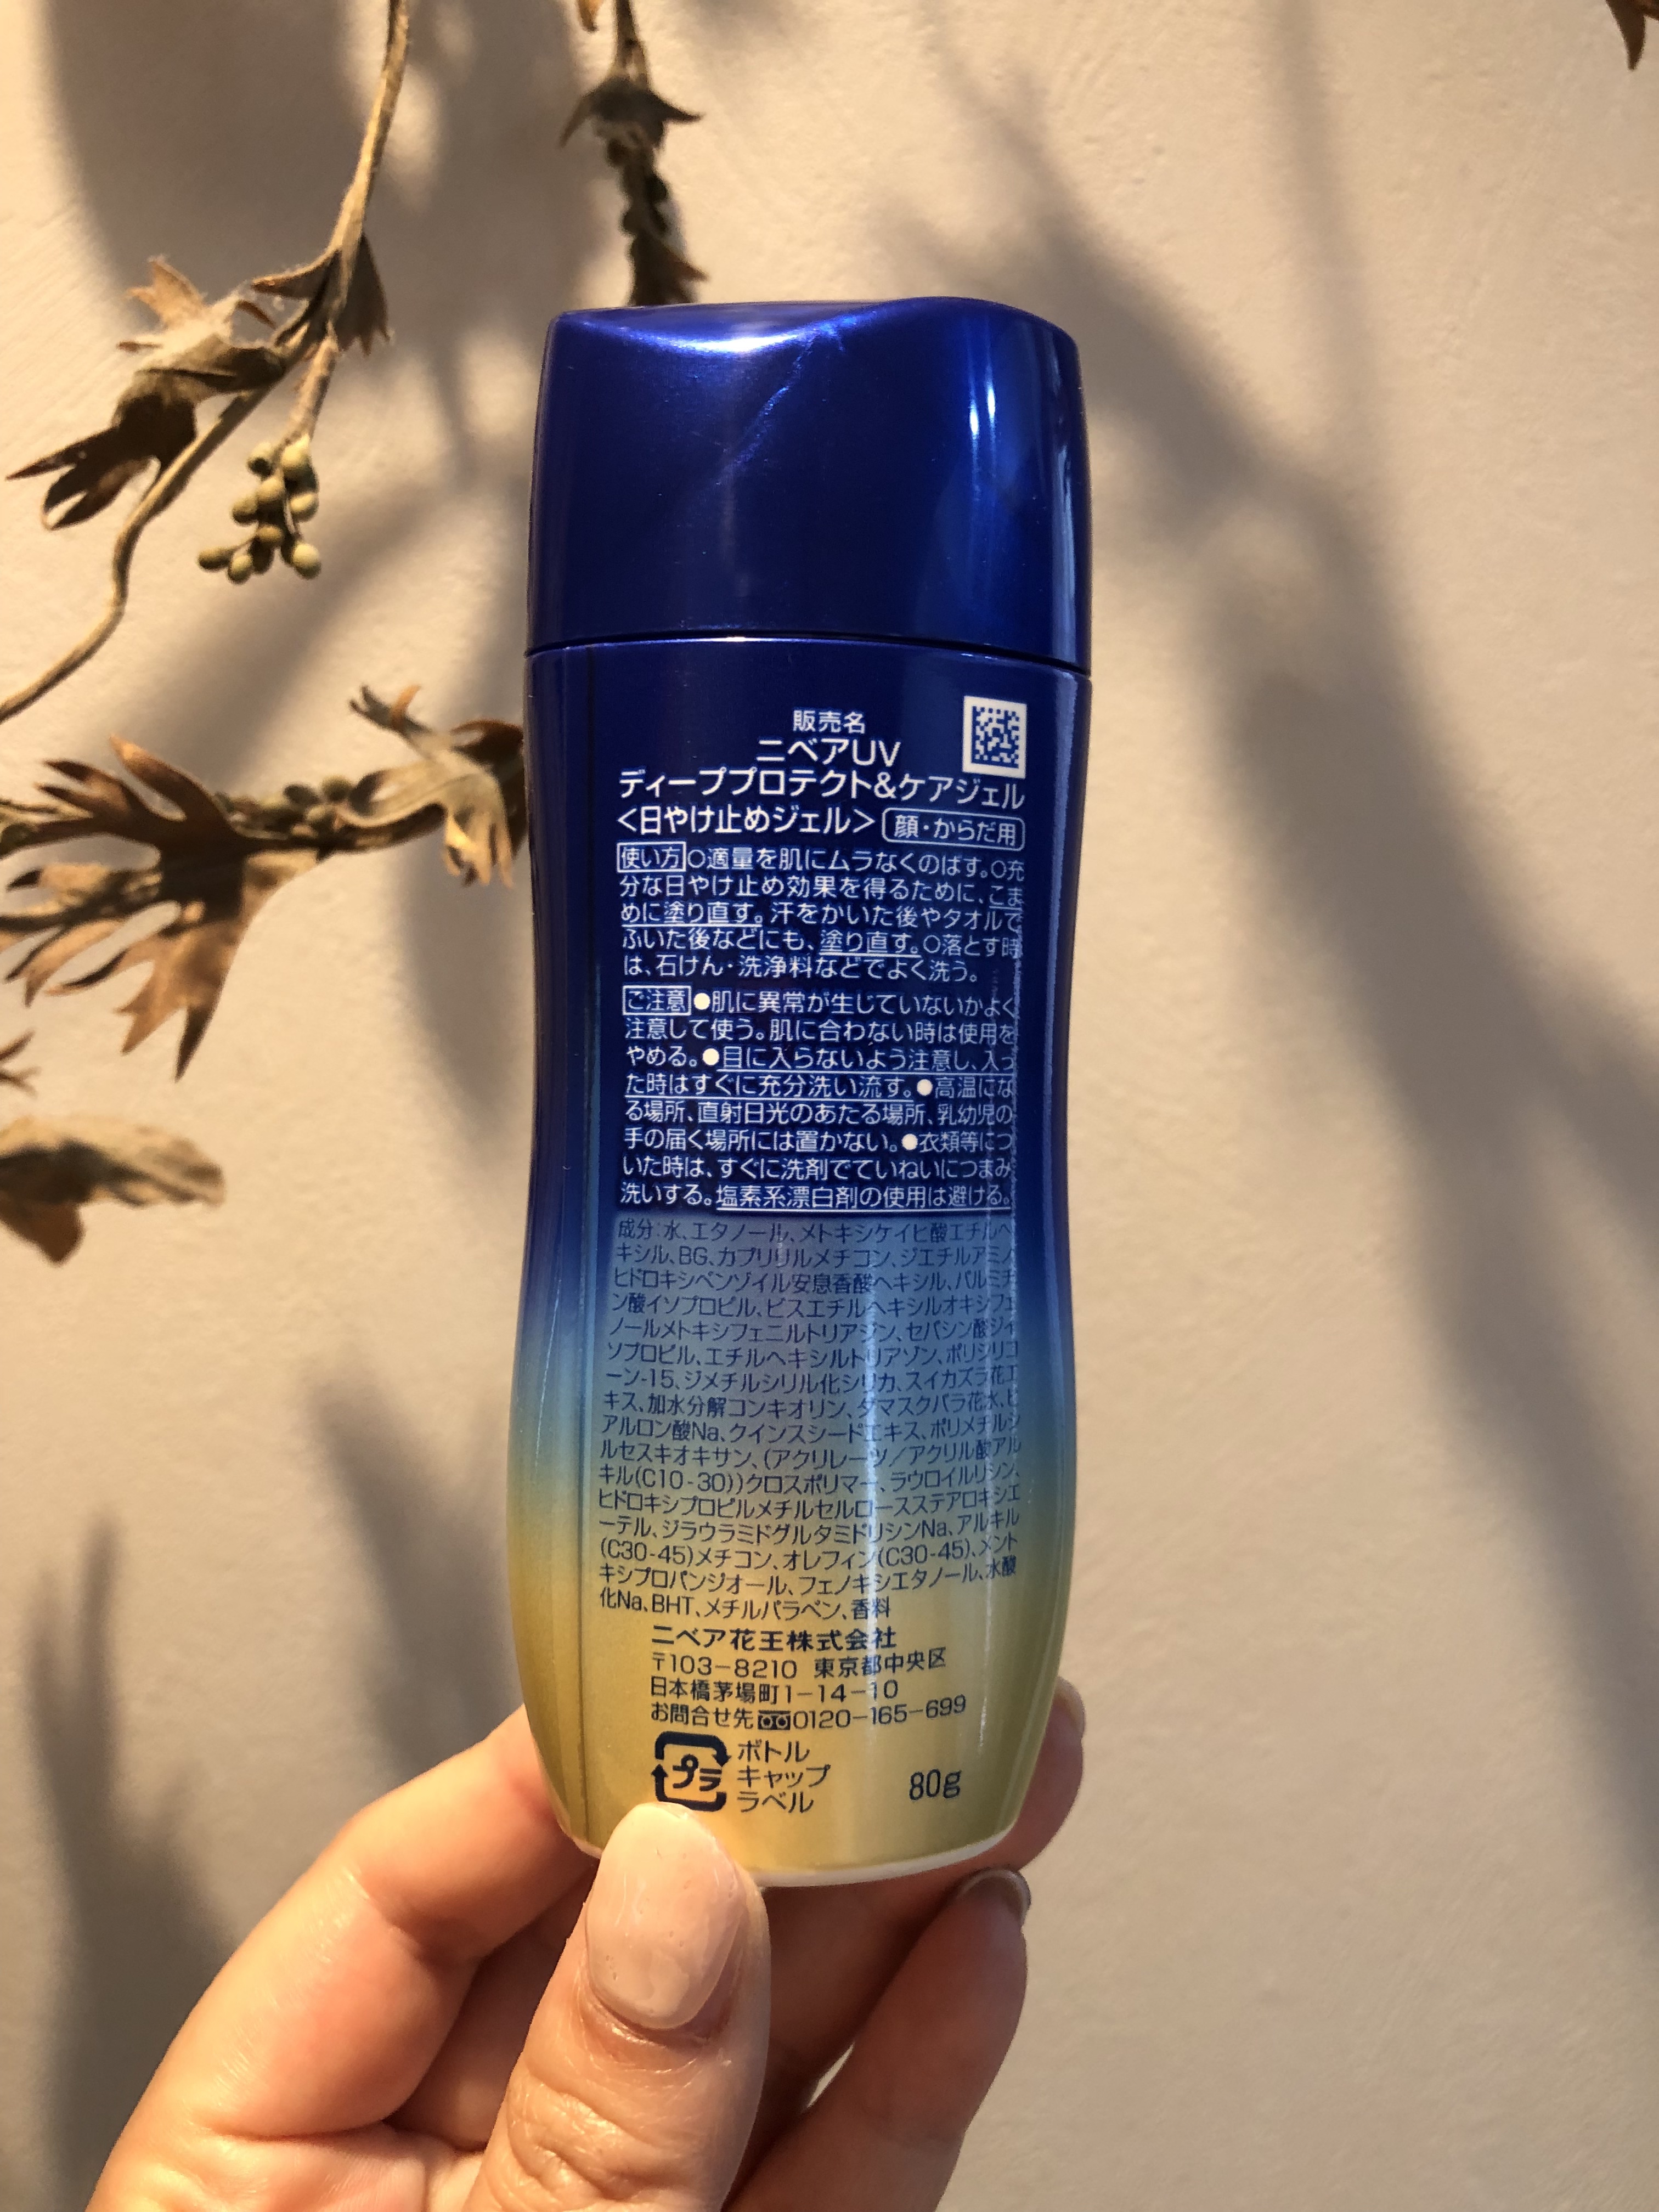 販売名
ニベアUV
ディーププロテクト&ケアジェル
<日やけ止めジェル> 顔・からだ用
使い方 ○適量を肌にムラなくのばす。○充
分な日やけ止め効果を得るために、こま
めに塗り直す。汗をかいた後やタオルで
ふいた後などにも、塗り直す。○落とす時
は、石けん・洗浄料などでよく洗う。
ご注意 ●肌に異常が生じていないかよく
注意して使う。肌に合わない時は使用を
やめる。●目に入らないよう注意し、入っ
た時はすぐに充分洗い流す。●高温にな
る場所、直射日光のあたる場所、乳幼児の
手の届く場所には置かない。●衣類等につ
いた時は、すぐに洗剤でていねいにつまみ
洗いする。塩素系漂白剤の使用は避ける。
成分:水、エタノール、メトキシケイヒ酸エチルヘ
キシル、BG、カプリリルメチコン、ジエチルアミノ
ヒドロキシベンゾイル安息香酸ヘキシル、パルミチ
ン酸イソプロピル、ビスエチルヘキシルオキシフェ
ノールメトキシフェニルトリアジン、セバシン酸ジイ
ソプロピル、エチルヘキシルトリアゾン、ポリシリコ
ーン-15、ジメチルシリル化シリカ、スイカズラ花エ
キス、加水分解コンキオリン、ダマスクバラ花水、ヒ
アルロン酸Na、クインスシードエキス、ポリメチルシ
ルセスキオキサン、(アクリレーツ/アクリル酸アル
キル(C10-30))クロスポリマー、ラウロイルリシン、
ヒドロキシプロピルメチルセルロースステアロキシエ
ーテル、ジラウラミドグルタミドリシンNa、アルキル
(C30-45)メチコン、オレフィン(C30-45)、メント
キシプロパンジオール、フェノキシエタノール、水酸
化Na、BHT、メチルパラベン、香料
ニベア花王株式会社
〒103-8210 東京都中央区
日本橋茅場町1-14-10
お問合せ先 0120-165-699
プラ ボトル
キャップ
ラベル
80g